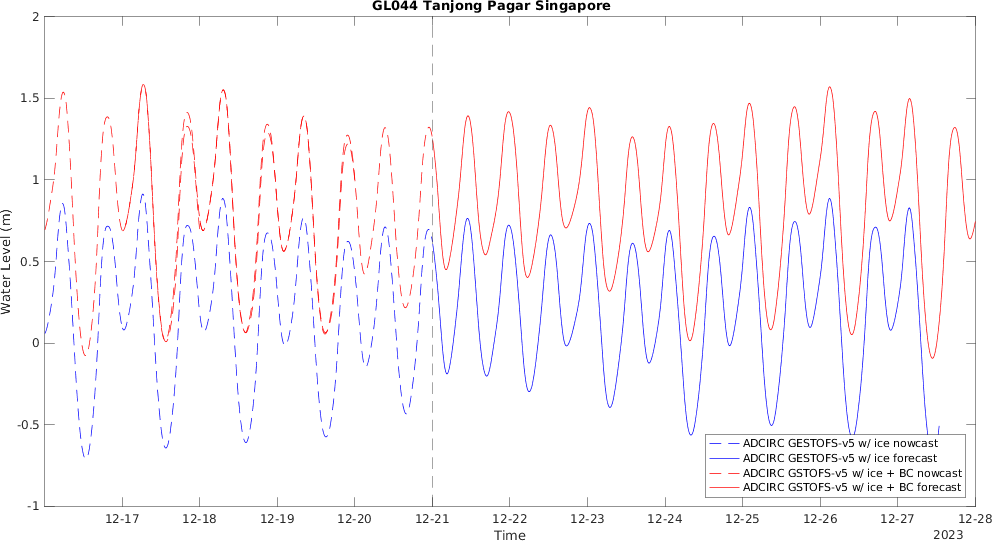 GL044 Tanjong Pagar Singapore
2
1.5
1
0.5
0
-0.5
-1
Water Level (m)
ADCIRC GESTOFS-v5 w/ ice nowcast
ADCIRC GESTOFS-v5 w/ ice forecast
ADCIRC GSTOFS-v5 w/ ice + BC nowcast
ADCIRC GSTOFS-v5 w/ ice + BC forecast
12-17 12-18 12-19 12-20 12-21 12-22 12-23 12-24 12-25 12-26 12-27 12-28
Time
2023